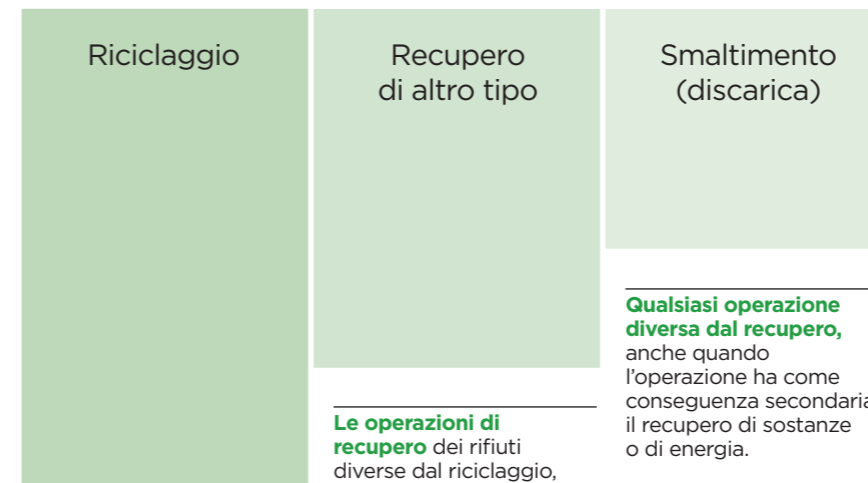 Riciclaggio
Recupero
di altro tipo
Smaltimento
(discarica)
Le operazioni di
recupero dei rifiuti
diverse dal riciclaggio,
Qualsiasi operazione
diversa dal recupero,
anche quando
l’operazione ha come
conseguenza secondaria
il recupero di sostanze
o di energia.